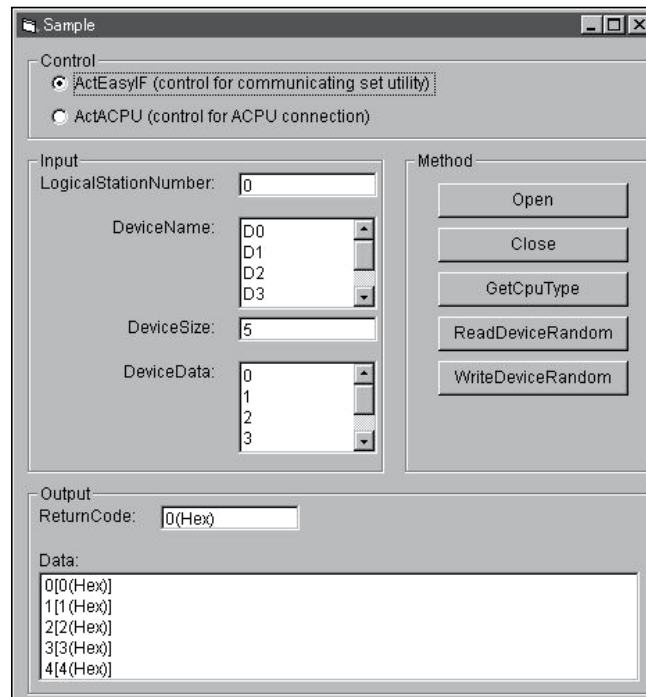 Sample
Control
ActEasyIF (control for communicating set utility)
ActACPU (control for ACPU connection)
Input
LogicalStationNumber: 0
DeviceName: D0
D1
D2
D3
DeviceSize: 5
DeviceData: 0
1
2
3
Method
Open
Close
GetCpuType
ReadDeviceRandom
WriteDeviceRandom
Output
ReturnCode: 0(Hex)
Data:
0[0(Hex)]
1[1(Hex)]
2[2(Hex)]
3[3(Hex)]
4[4(Hex)]